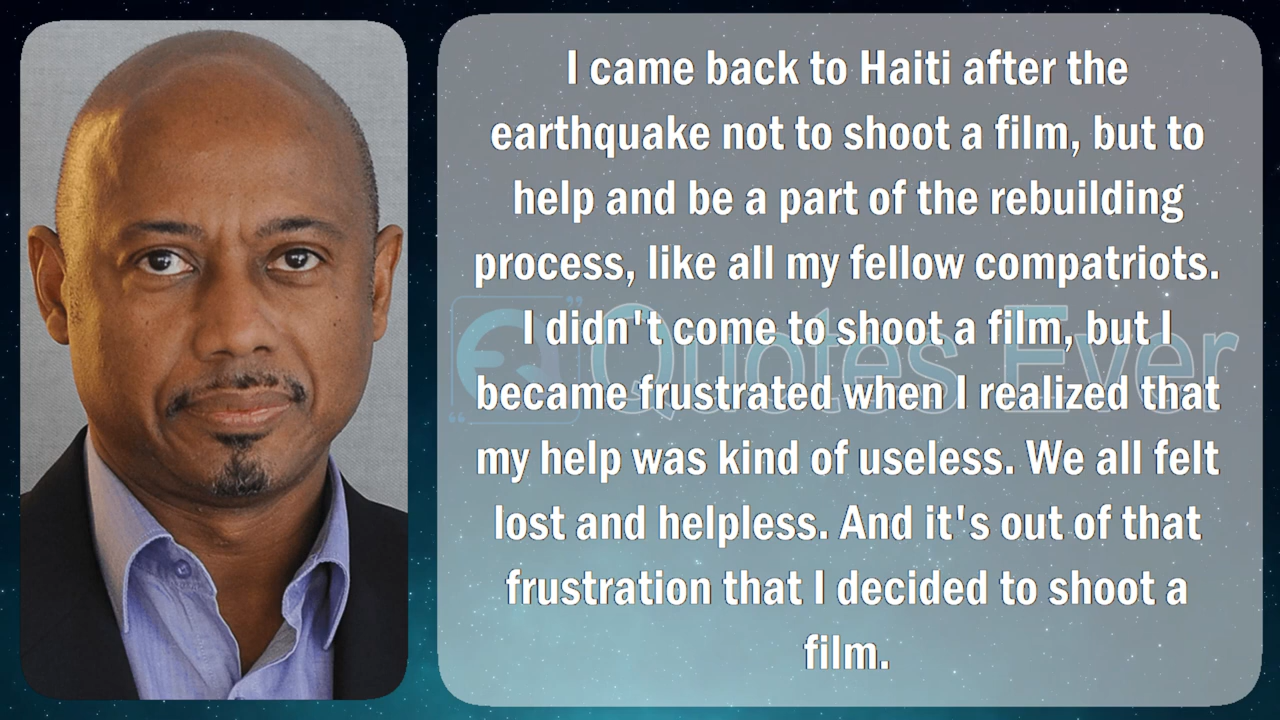 I came back to Haiti after the
earthquake not to shoot a film, but to
help and be a part of the rebuilding
process, like all my fellow compatriots.
I didn't come to shoot a film, but I
became frustrated when I realized that
my help was kind of useless. We all felt
lost and helpless. And it's out of that
frustration that I decided to shoot a
film.
Quotes Ever